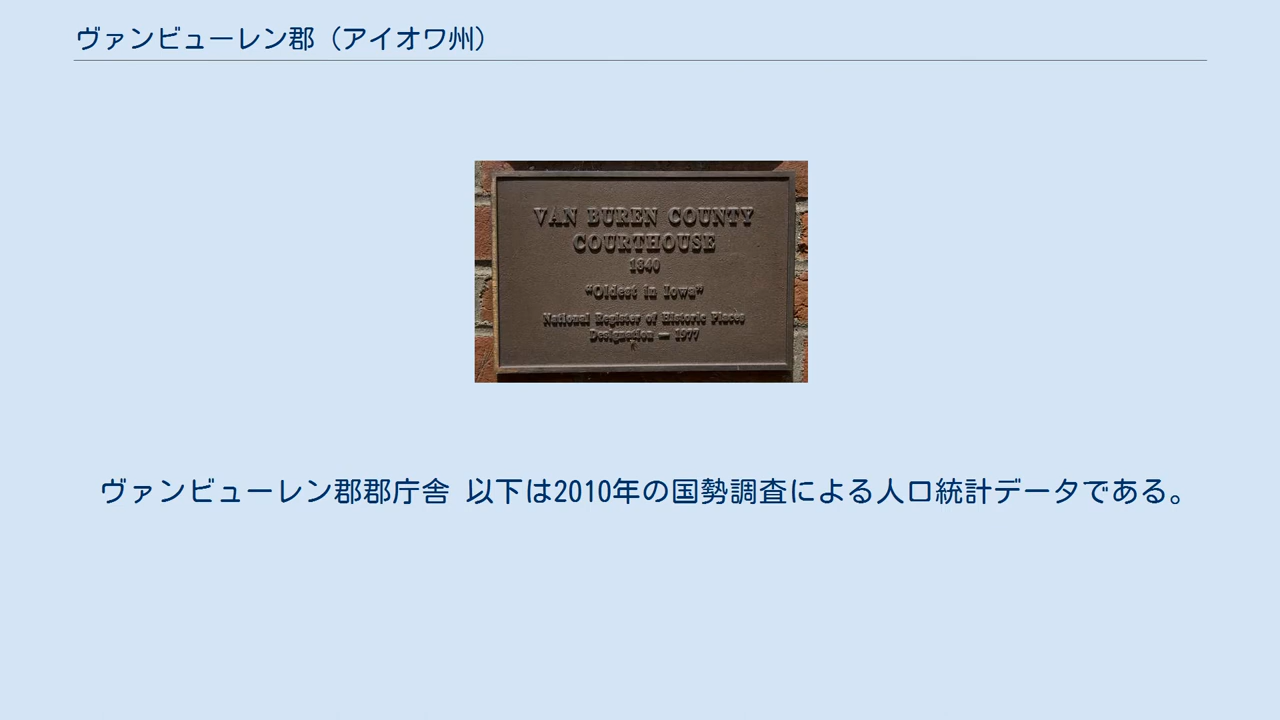 ヴァンビューレン郡（アイオワ州）
VAN BUREN COUNTY
COURTHOUSE
1840
“Oldest in Iowa”
National Register of Historic Places
Designation — 1977
ヴァンビューレン郡郡庁舎 以下は2010年の国勢調査による人口統計データである。